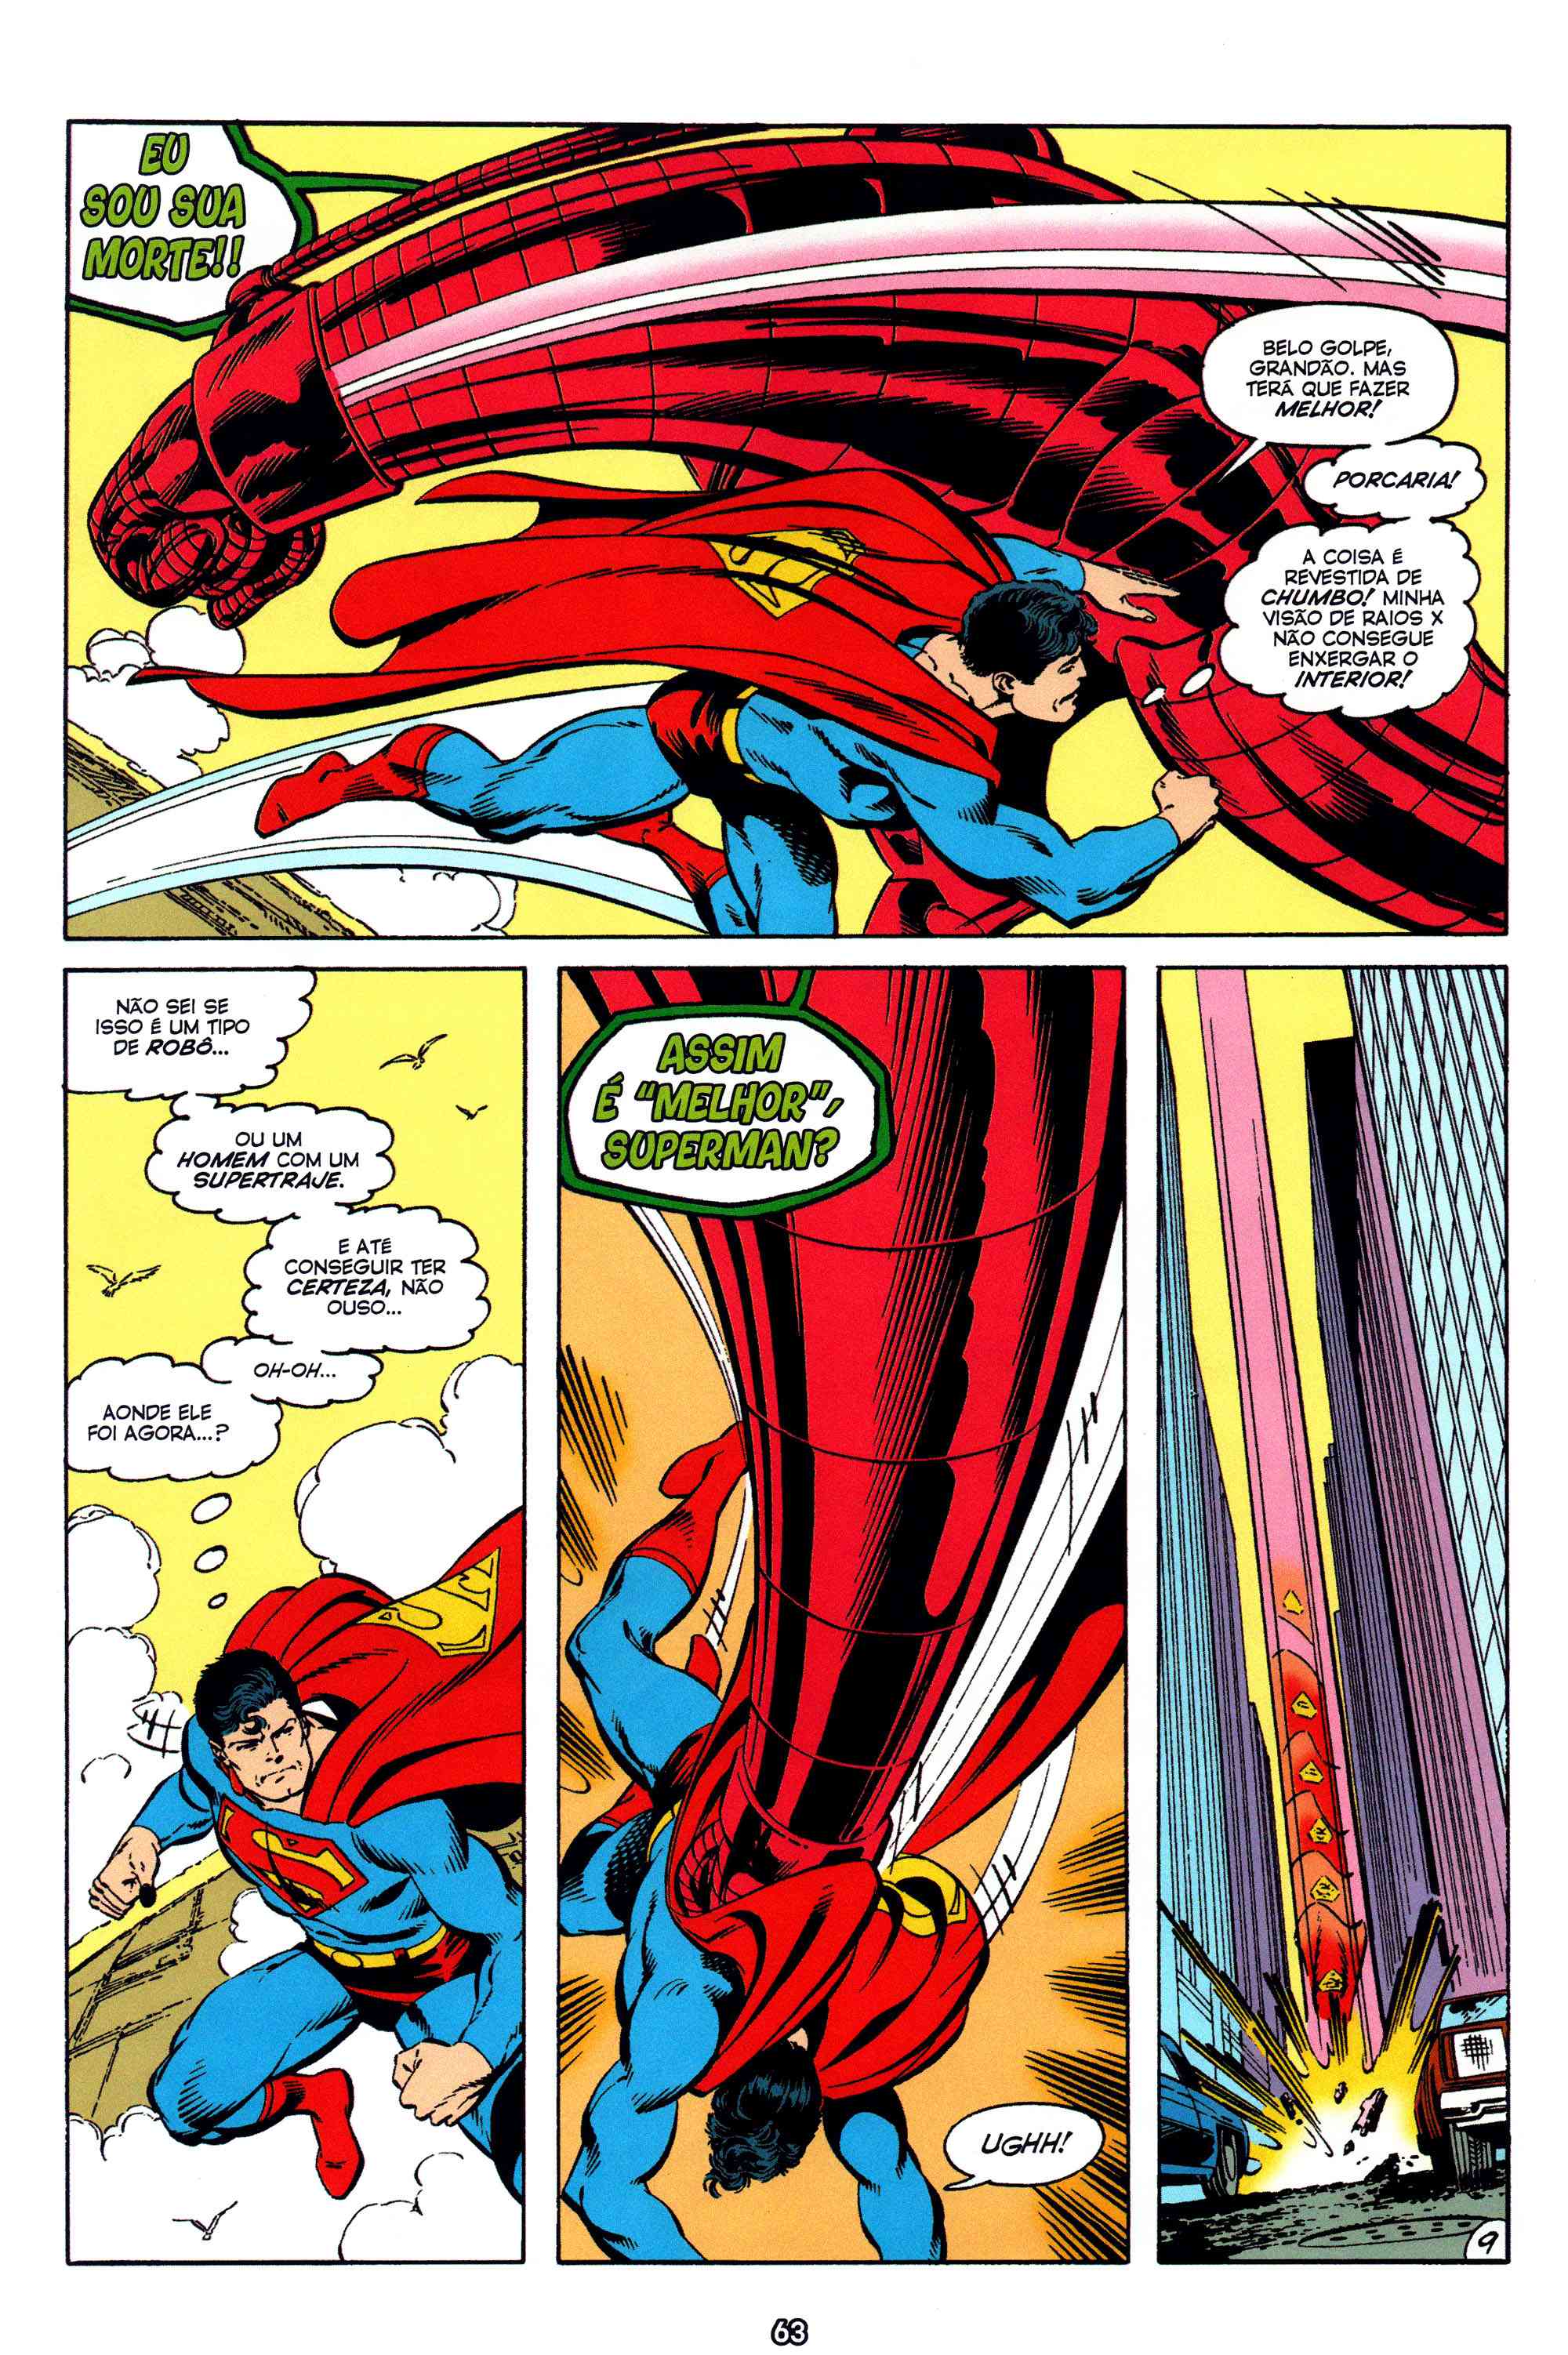 EU
SOU SUA
MORTE!!
BELO GOLPE,
GRANDÃO. MAS
TERÁ QUE FAZER
MELHOR!
PORCARIA!
A COISA É
REVESTIDA DE
CHUMBO! MINHA
VISÃO DE RAIOS X
NÃO CONSEGUE
ENXERGAR O
INTERIOR!
NÃO SEI SE
ISSO É UM TIPO
DE ROBÔ...
OU UM
HOMEM COM UM
SUPERTRAJE.
E ATÉ
CONSEGUIR TER
CERTEZA, NÃO
OUSO...
OH-OH...
AONDE ELE
FOI AGORA...?
ASSIM
É “MELHOR”,
SUPERMAN?
UGHH!
9
63